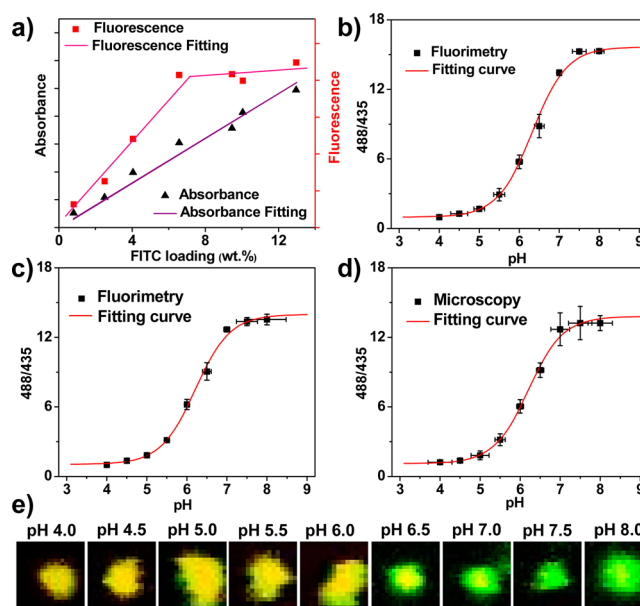 a)
Fluorescence
Fluorescence Fitting
Absorbance
Fluorescence
Absorbance
Absorbance Fitting
0 4 8 12
FITC loading (wt.%)
b)
18
12
6
0
488/435
Fluorimetry
Fitting curve
3 4 5 6 7 8 9
pH
c)
18
12
6
0
488/435
Fluorimetry
Fitting curve
3 4 5 6 7 8 9
pH
d)
18
12
6
0
488/435
Microscopy
Fitting curve
3 4 5 6 7 8 9
pH
e)
pH 4.0 pH 4.5 pH 5.0 pH 5.5 pH 6.0 pH 6.5 pH 7.0 pH 7.5 pH 8.0